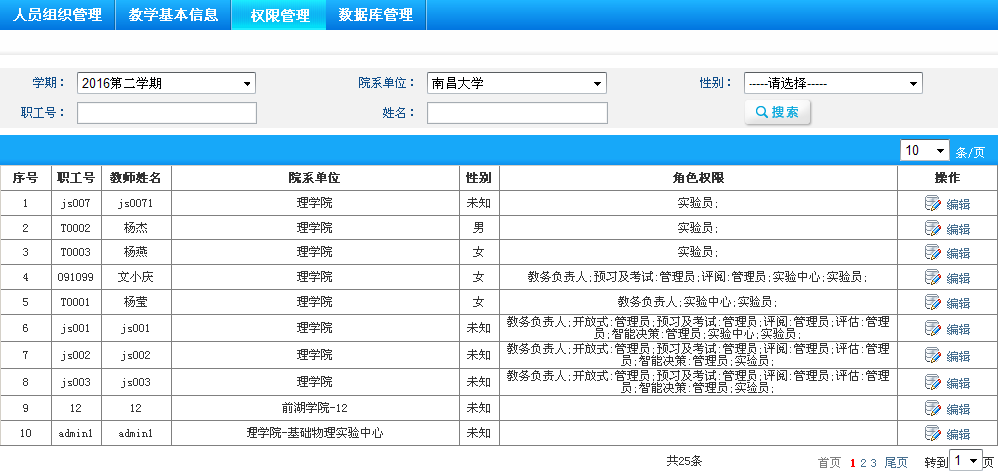 人员组织管理 教学基本信息 权限管理 数据库管理
学期： 2016第二学期 院系单位： 南昌大学 性别： -----请选择-----
职工号： 姓名： 搜索
10 条/页
序号 职工号 教师姓名 院系单位 性别 角色权限 操作
1 js007 js0071 理学院 未知 实验员; 编辑
2 T0002 杨杰 理学院 男 实验员; 编辑
3 T0003 杨燕 理学院 女 实验员; 编辑
4 091099 文小庆 理学院 女 教务负责人;预习及考试:管理员;评阅:管理员;实验中心;实验员; 编辑
5 T0001 杨莹 理学院 女 教务负责人;实验中心;实验员; 编辑
6 js001 js001 理学院 未知 教务负责人;开放式:管理员;预习及考试:管理员;评阅:管理员;评估:管理
员;智能决策:管理员;实验中心;实验员; 编辑
7 js002 js002 理学院 未知 教务负责人;开放式:管理员;预习及考试:管理员;评阅:管理员;评估:管理
员;智能决策:管理员;实验员; 编辑
8 js003 js003 理学院 未知 教务负责人;开放式:管理员;预习及考试:管理员;评阅:管理员;评估:管理
员;智能决策:管理员;实验员; 编辑
9 12 12 前湖学院-12 未知 编辑
10 admin1 admin1 理学院-基础物理实验中心 未知 编辑
共25条 首页 1 2 3 尾页 转到 1 页